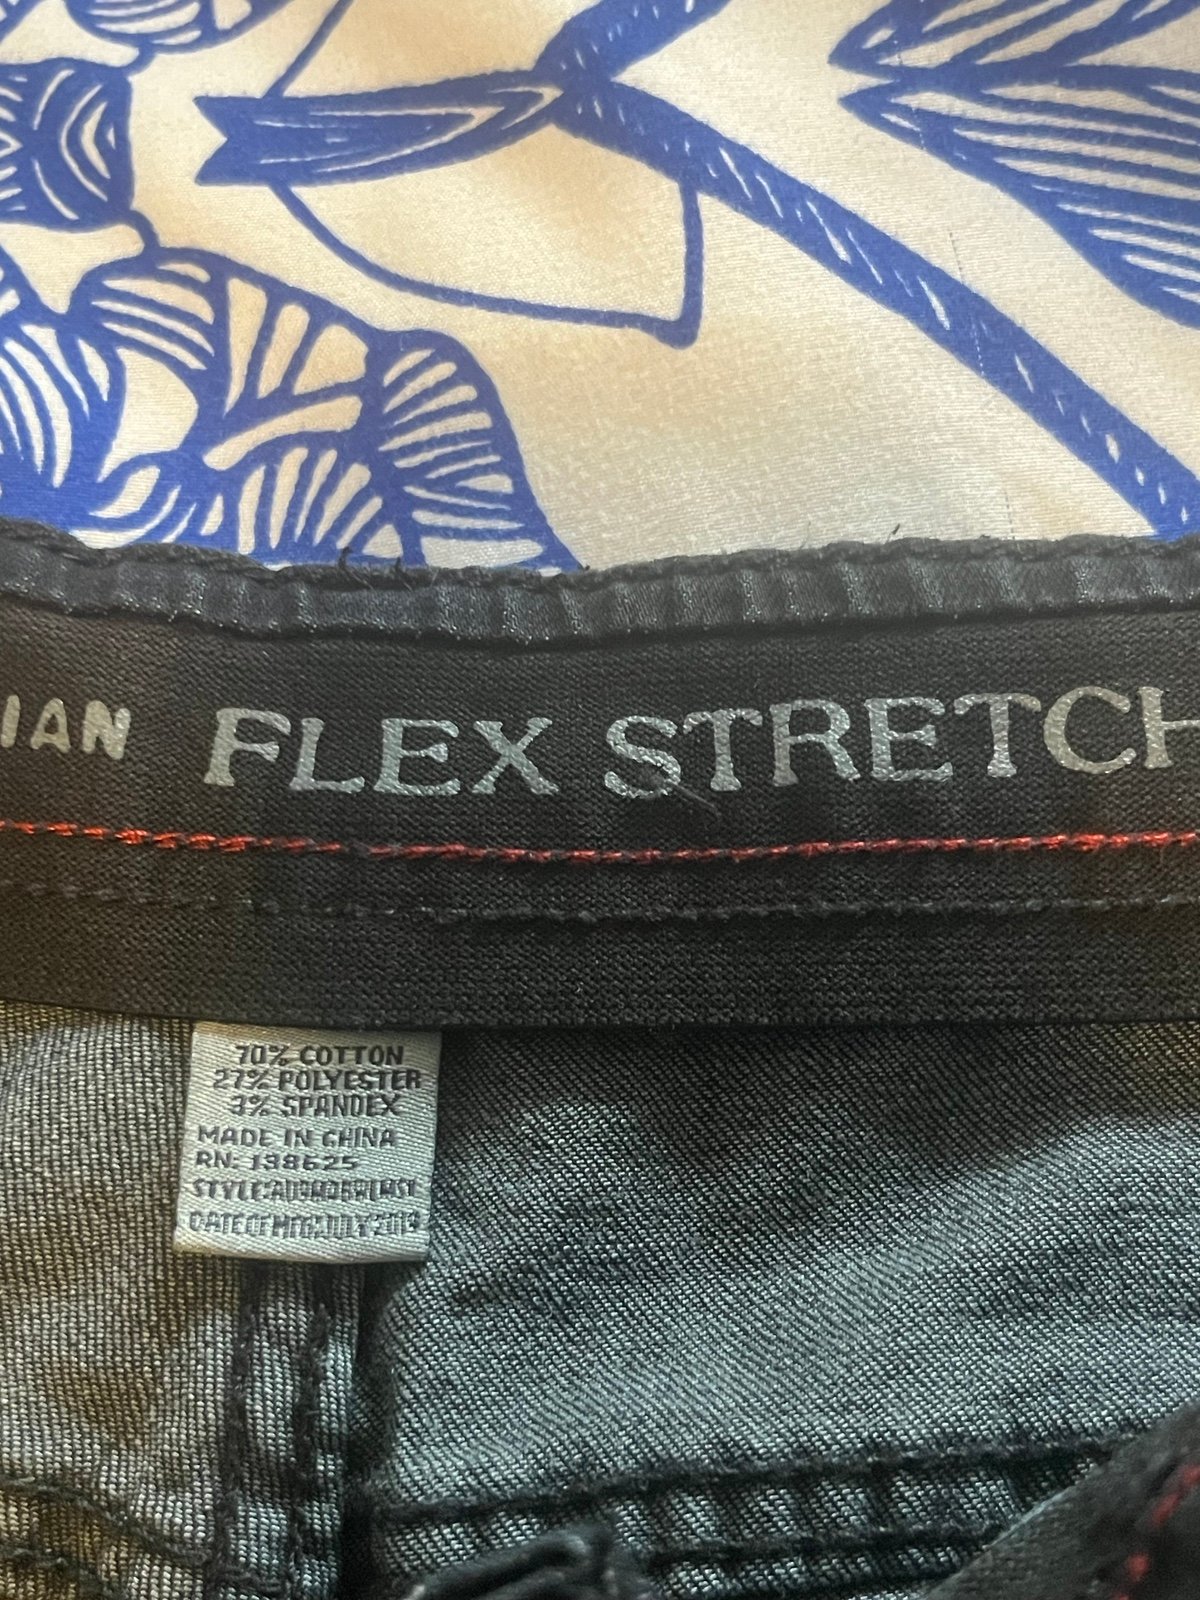 IAN FLEX STRETCH
70% COTTON
27% POLYESTER
3% SPANDEX
MADE IN CHINA
RN: 138625